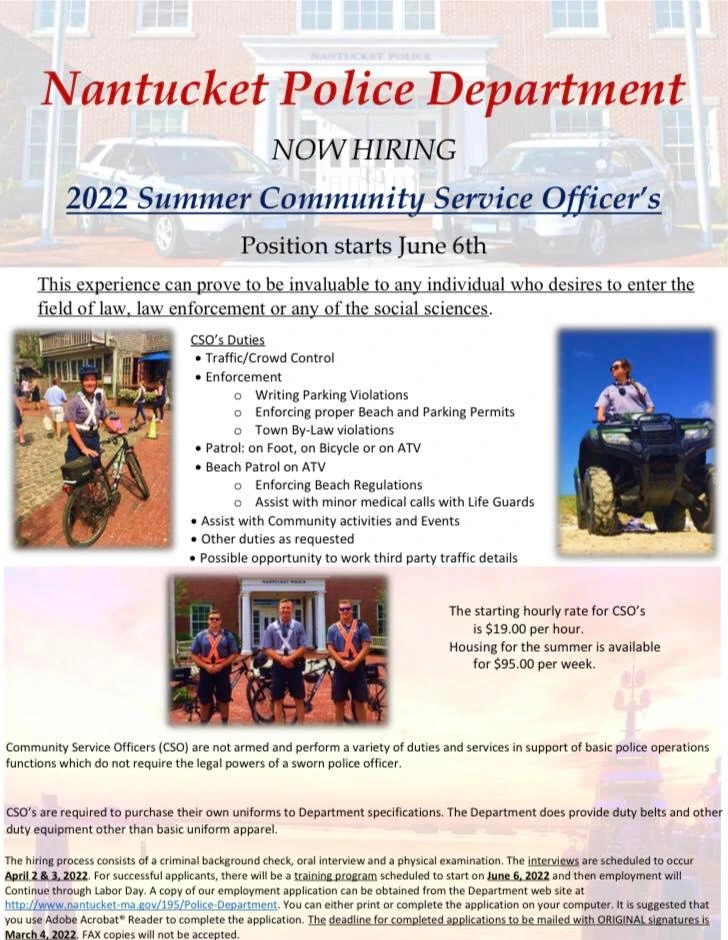 NANTUCKET POLICE
Nantucket Police Department
NOW HIRING
2022 Summer Community Service Officer's
Position starts June 6th
This experience can prove to be invaluable to any individual who desires to enter the
field of law, law enforcement or any of the social sciences.
CSO's Duties
• Traffic/Crowd Control
• Enforcement
o Writing Parking Violations
o Enforcing proper Beach and Parking Permits
o Town By-Law violations
• Patrol: on Foot, on Bicycle or on ATV
• Beach Patrol on ATV
o Enforcing Beach Regulations
o Assist with minor medical calls with Life Guards
• Assist with Community activities and Events
• Other duties as requested
• Possible opportunity to work third party traffic details
NANTUCKET POLICE
The starting hourly rate for CSO's
is $19.00 per hour.
Housing for the summer is available
for $95.00 per week.
Community Service Officers (CSO) are not armed and perform a variety of duties and services in support of basic police operations
functions which do not require the legal powers of a sworn police officer.
CSO's are required to purchase their own uniforms to Department specifications. The Department does provide duty belts and other
duty equipment other than basic uniform apparel.
The hiring process consists of a criminal background check, oral interview and a physical examination. The interviews are scheduled to occur
April 2 & 3, 2022. For successful applicants, there will be a training program scheduled to start on June 6, 2022 and then employment will
Continue through Labor Day. A copy of our employment application can be obtained from the Department web site at
http://www.nantucket-ma.gov/195/Police-Department. You can either print or complete the application on your computer. It is suggested that
you use Adobe Acrobat® Reader to complete the application. The deadline for completed applications to be mailed with ORIGINAL signatures is
March 4, 2022. FAX copies will not be accepted.